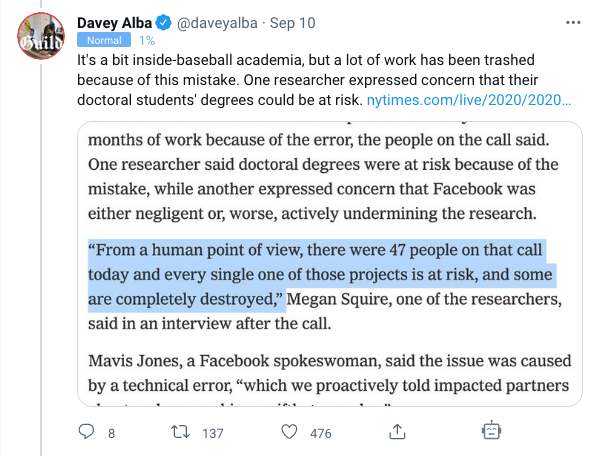 Davey Alba @daveyalba · Sep 10
Normal 1%
It's a bit inside-baseball academia, but a lot of work has been trashed
because of this mistake. One researcher expressed concern that their
doctoral students' degrees could be at risk. nytimes.com/live/2020/2020…
months of work because of the error, the people on the call said.
One researcher said doctoral degrees were at risk because of the
mistake, while another expressed concern that Facebook was
either negligent or, worse, actively undermining the research.
“From a human point of view, there were 47 people on that call
today and every single one of those projects is at risk, and some
are completely destroyed,” Megan Squire, one of the researchers,
said in an interview after the call.
Mavis Jones, a Facebook spokeswoman, said the issue was caused
by a technical error, “which we proactively told impacted partners
8 137 476
Guild